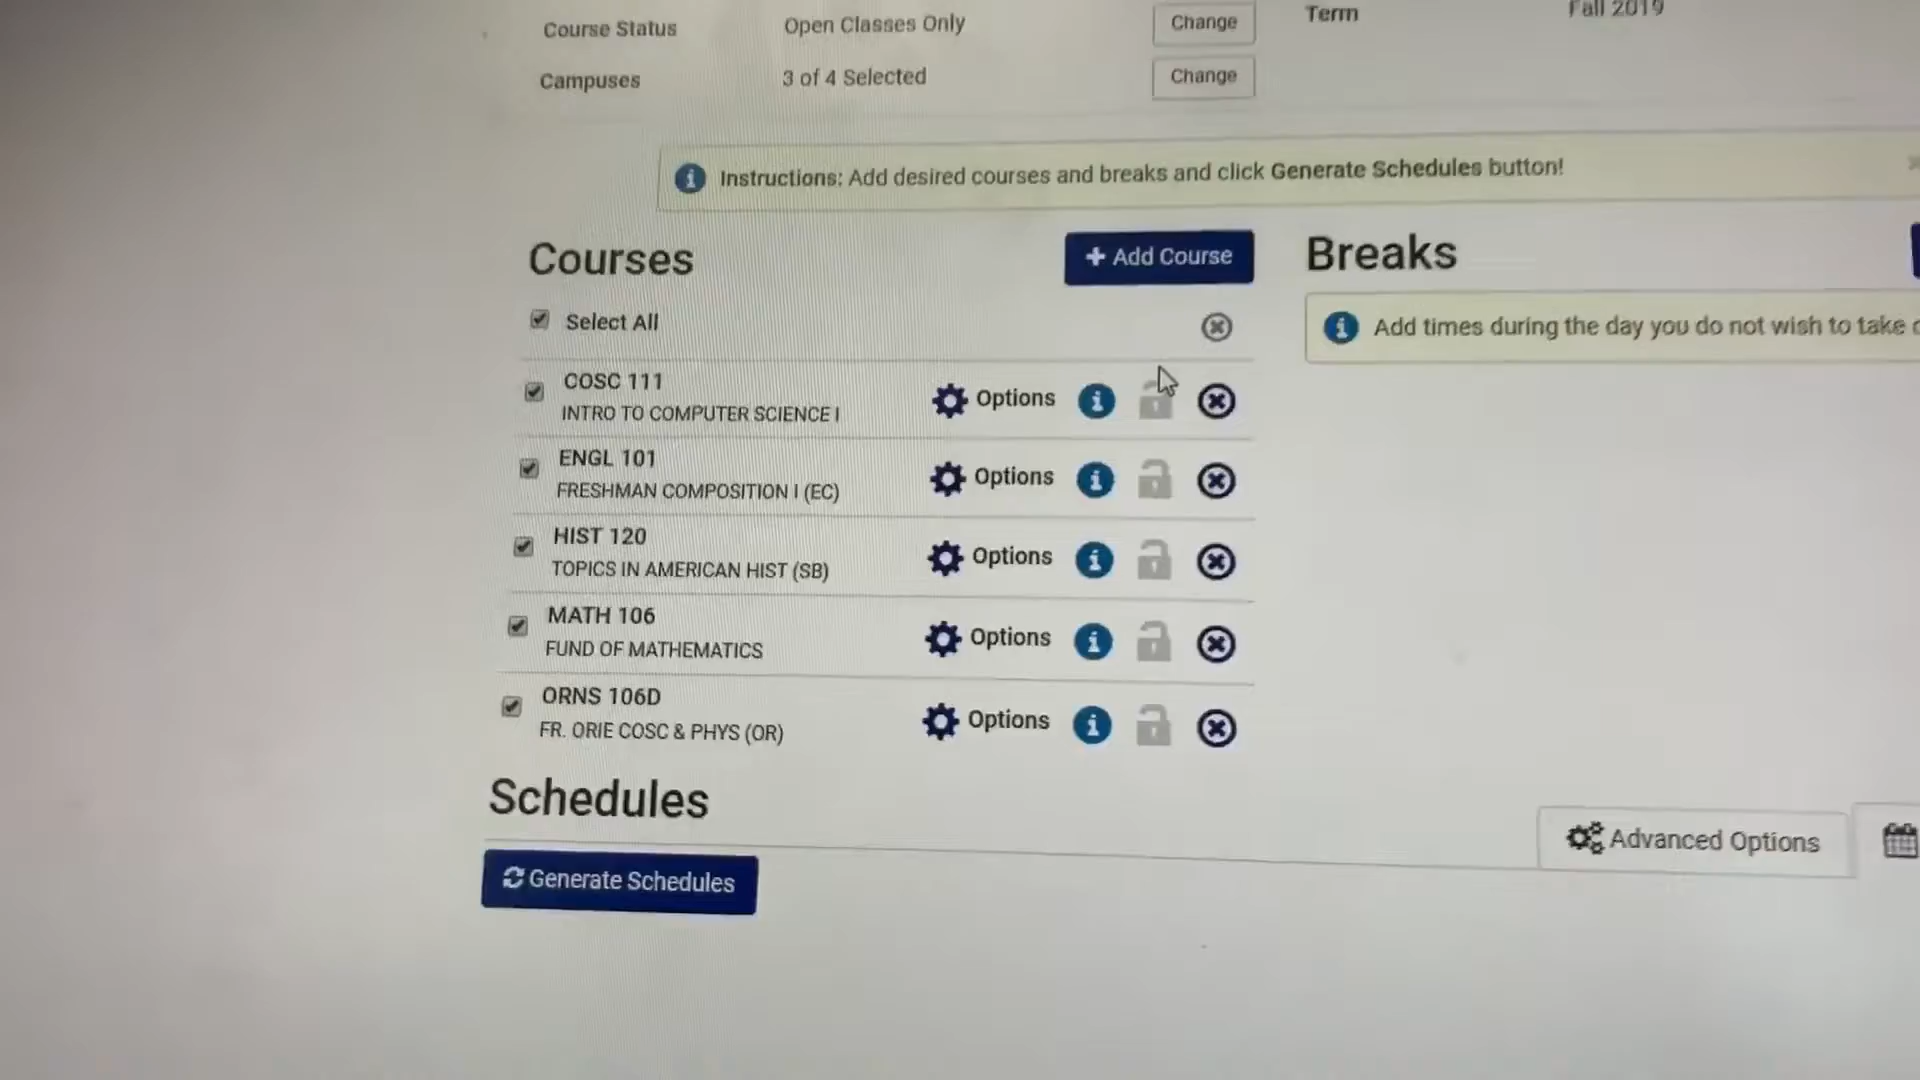 Course Status Open Classes Only Change Term Fall 2019
Campuses 3 of 4 Selected Change
Instructions: Add desired courses and breaks and click Generate Schedules button!
Courses
+ Add Course
Breaks
Select All
Add times during the day you do not wish to take
COSC 111
INTRO TO COMPUTER SCIENCE I
Options
ENGL 101
FRESHMAN COMPOSITION I (EC)
Options
HIST 120
TOPICS IN AMERICAN HIST (SB)
Options
MATH 106
FUND OF MATHEMATICS
Options
ORNS 106D
FR. ORIE COSC & PHYS (OR)
Options
Schedules
Advanced Options
Generate Schedules